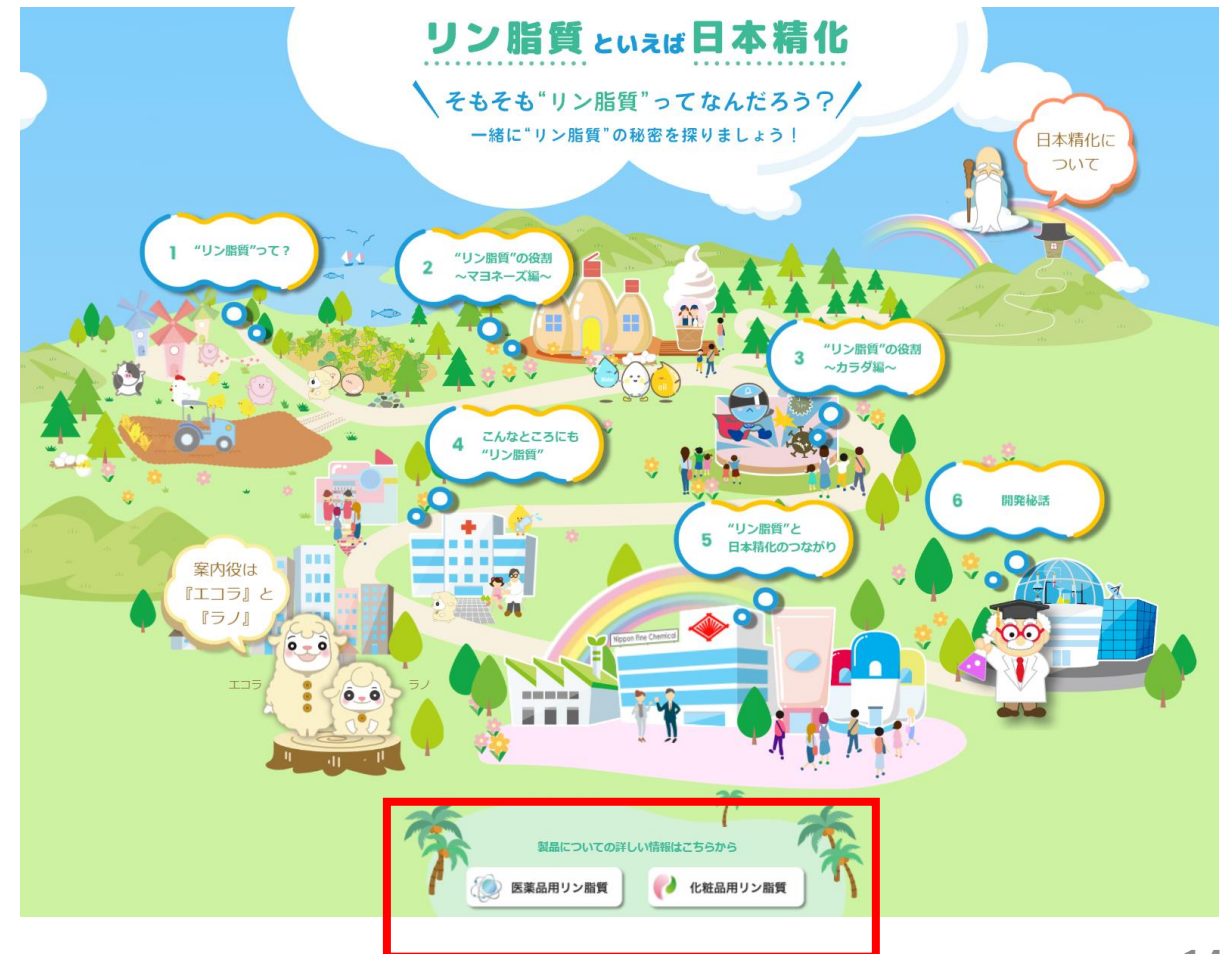 リン脂質といえば日本精化
そもそも“リン脂質”ってなんだろう？
一緒に“リン脂質”の秘密を探りましょう！
日本精化に
ついて
1 “リン脂質”って？
2 “リン脂質”の役割
～マヨネーズ編～
3 “リン脂質”の役割
～カラダ編～
oil
4 こんなところにも
“リン脂質”
6 開発秘話
5 “リン脂質”と
日本精化のつながり
案内役は
『エコラ』と
『ラノ』
Nippon Fine Chemical
エコラ
ラノ
製品についての詳しい情報はこちらから
医薬品用リン脂質
化粧品用リン脂質